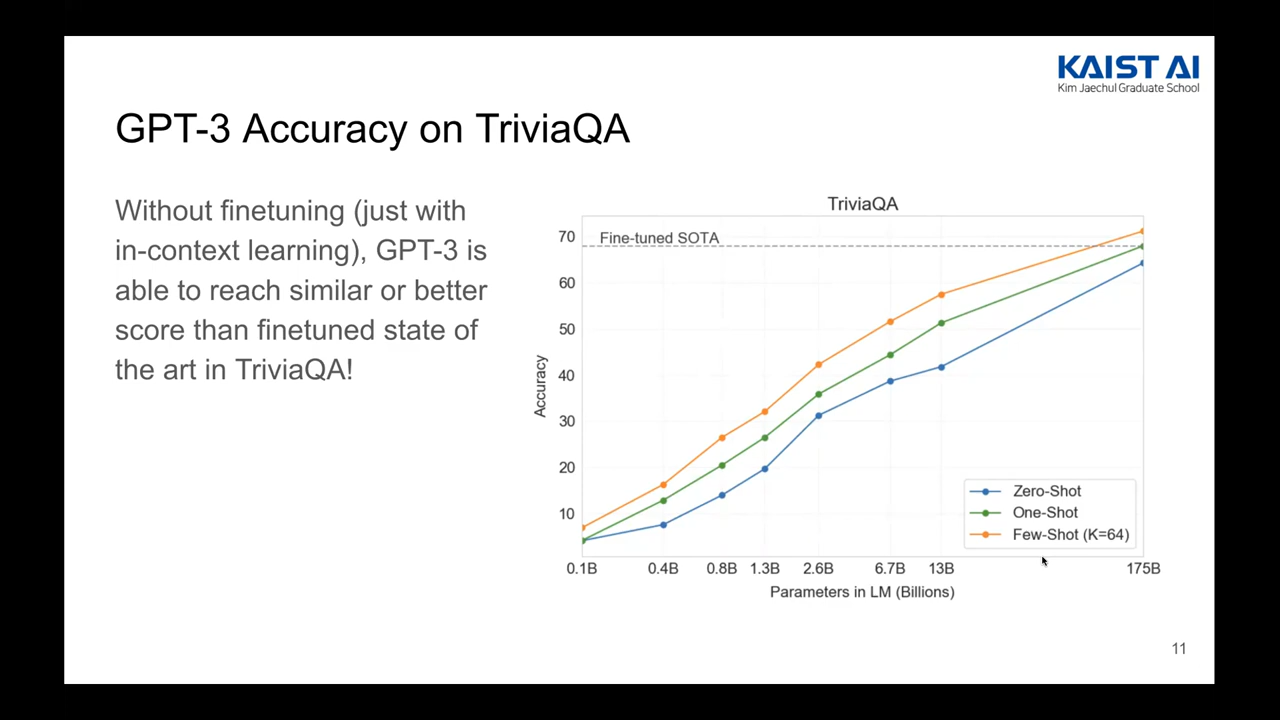 KAIST AI
Kim Jaechul Graduate School
GPT-3 Accuracy on TriviaQA
Without finetuning (just with
in-context learning), GPT-3 is
able to reach similar or better
score than finetuned state of
the art in TriviaQA!
TriviaQA
Fine-tuned SOTA
Accuracy
70
60
50
40
30
20
10
Zero-Shot
One-Shot
Few-Shot (K=64)
0.1B 0.4B 0.8B 1.3B 2.6B 6.7B 13B 175B
Parameters in LM (Billions)
11